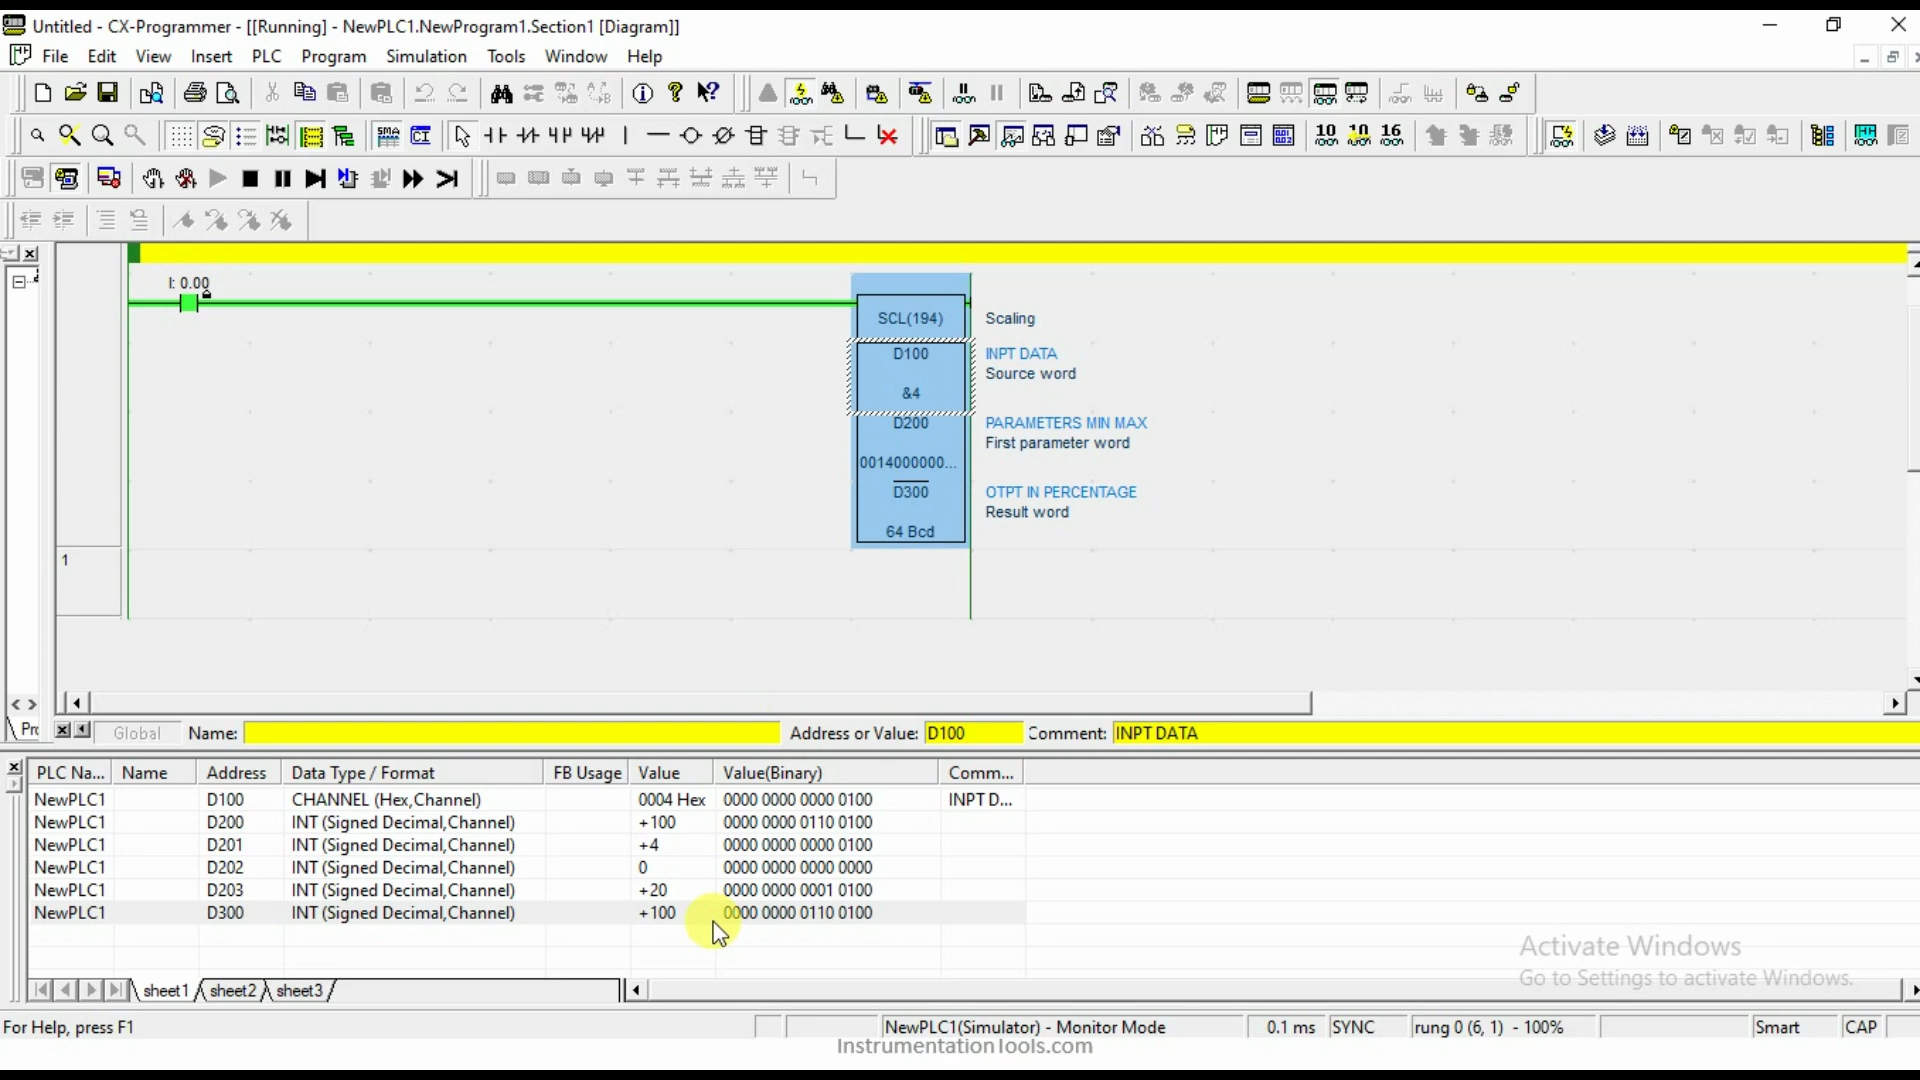 Untitled - CX-Programmer - [[Running] - NewPLC1.NewProgram1.Section1 [Diagram]]
File Edit View Insert PLC Program Simulation Tools Window Help
SMA CI 10 10 16
I: 0.00
SCL(194) Scaling
D100 INPT DATA
Source word
&4
D200 PARAMETERS MIN MAX
First parameter word
0014000000...
D300 OTPT IN PERCENTAGE
Result word
64 Bcd
1
Pro
Global Name: Address or Value: D100 Comment: INPT DATA
PLC Na... Name Address Data Type / Format FB Usage Value Value(Binary) Comm...
NewPLC1 D100 CHANNEL (Hex,Channel) 0004 Hex 0000 0000 0000 0100 INPT D...
NewPLC1 D200 INT (Signed Decimal,Channel) +100 0000 0000 0110 0100
NewPLC1 D201 INT (Signed Decimal,Channel) +4 0000 0000 0000 0100
NewPLC1 D202 INT (Signed Decimal,Channel) 0 0000 0000 0000 0000
NewPLC1 D203 INT (Signed Decimal,Channel) +20 0000 0000 0001 0100
NewPLC1 D300 INT (Signed Decimal,Channel) +100 0000 0000 0110 0100
Activate Windows
Go to Settings to activate Windows.
sheet1 sheet2 sheet3
For Help, press F1 NewPLC1(Simulator) - Monitor Mode 0.1 ms SYNC rung 0 (6, 1) - 100% Smart CAP
InstrumentationTools.com